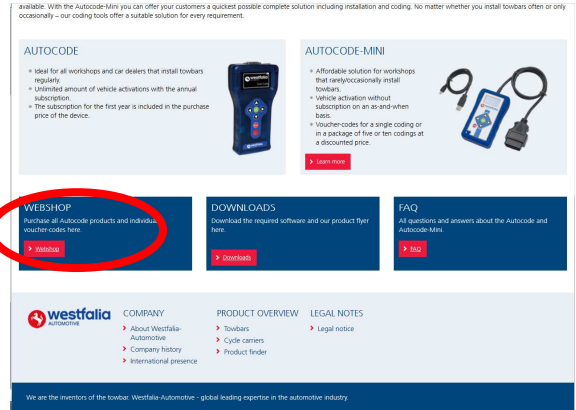 available. With the Autocode-Mini you can offer your customers a quickest possible complete solution including installation and coding. No matter whether you install towbars often or only
occasionally – our coding tools offer a suitable solution for every requirement.
AUTOCODE
Ideal for all workshops and car dealers that install towbars
regularly.
Unlimited amount of vehicle activations with the annual
subscription.
The subscription for the first year is included in the purchase
price of the device.
westfalia
AUTOCODE-MINI
Affordable solution for workshops
that rarely/occasionally install
towbars.
Vehicle activation without
subscription on an as-and-when
basis.
Voucher-codes for a single coding or
in a package of five or ten codings at
a discounted price.
Learn more
WEBSHOP
Purchase all Autocode products and individual
voucher-codes here.
Webshop
DOWNLOADS
Download the required software and our product flyer
here.
Downloads
FAQ
All questions and answers about the Autocode and
Autocode-Mini.
FAQ
westfalia
AUTOMOTIVE
COMPANY
About Westfalia-
Automotive
Company history
International presence
PRODUCT OVERVIEW
Towbars
Cycle carriers
Product finder
LEGAL NOTES
Legal notice
We are the inventors of the towbar. Westfalia-Automotive - global leading expertise in the automotive industry.